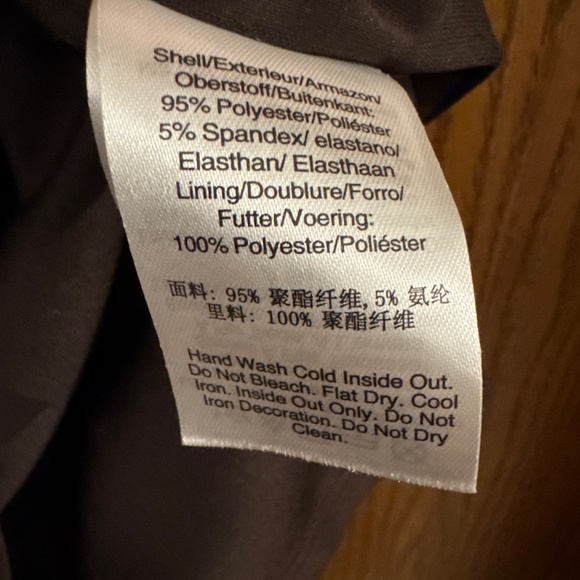 Shell/Exterieur/Armazon/
Oberstoff/Buitenkant:
95% Polyester/Poliéster
5% Spandex/ elastano/
Elasthan/ Elasthaan
Lining/Doublure/Forro/
Futter/Voering:
100% Polyester/Poliéster
面料: 95% 聚酯纤维, 5% 氨纶
里料: 100% 聚酯纤维
Hand Wash Cold Inside Out.
Do Not Bleach. Flat Dry. Cool
Iron. Inside Out Only. Do Not
Iron Decoration. Do Not Dry
Clean.